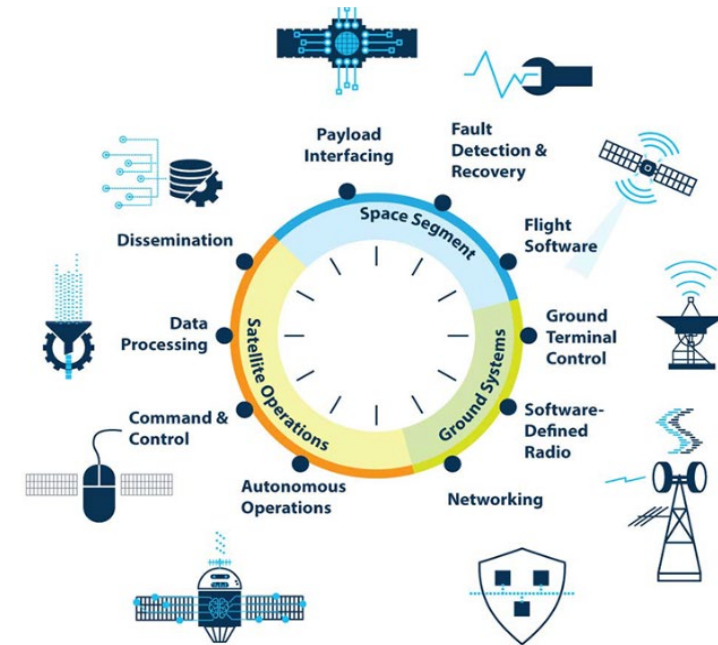 Payload
Interfacing
Fault
Detection &
Recovery
Space Segment
Flight
Software
Dissemination
Ground
Terminal
Control
Data
Processing
Satellite Operations
Ground Systems
Software-
Defined
Radio
Command &
Control
Autonomous
Operations
Networking